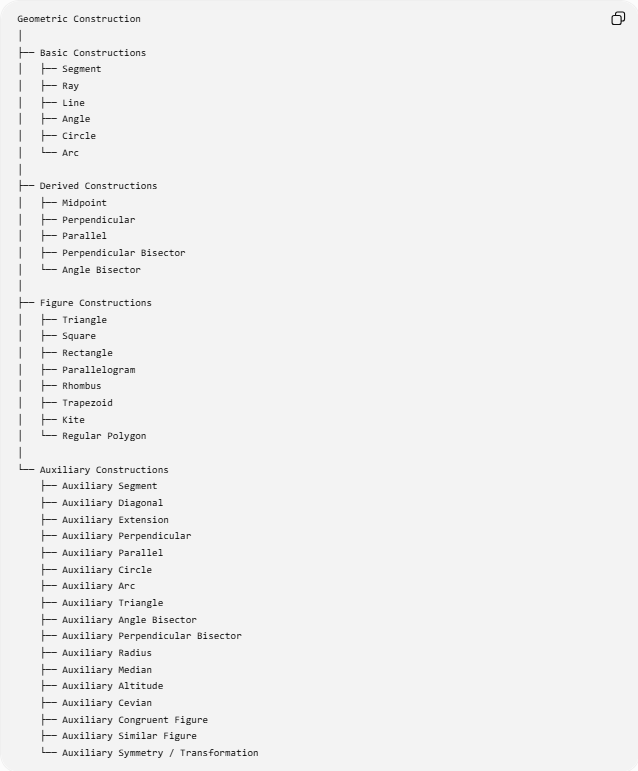 Geometric Construction
│
├── Basic Constructions
│   ├── Segment
│   ├── Ray
│   ├── Line
│   ├── Angle
│   ├── Circle
│   └── Arc
│
├── Derived Constructions
│   ├── Midpoint
│   ├── Perpendicular
│   ├── Parallel
│   ├── Perpendicular Bisector
│   └── Angle Bisector
│
├── Figure Constructions
│   ├── Triangle
│   ├── Square
│   ├── Rectangle
│   ├── Parallelogram
│   ├── Rhombus
│   ├── Trapezoid
│   ├── Kite
│   └── Regular Polygon
│
└── Auxiliary Constructions
    ├── Auxiliary Segment
    ├── Auxiliary Diagonal
    ├── Auxiliary Extension
    ├── Auxiliary Perpendicular
    ├── Auxiliary Parallel
    ├── Auxiliary Circle
    ├── Auxiliary Arc
    ├── Auxiliary Triangle
    ├── Auxiliary Angle Bisector
    ├── Auxiliary Perpendicular Bisector
    ├── Auxiliary Radius
    ├── Auxiliary Median
    ├── Auxiliary Altitude
    ├── Auxiliary Cevian
    ├── Auxiliary Congruent Figure
    ├── Auxiliary Similar Figure
    └── Auxiliary Symmetry / Transformation